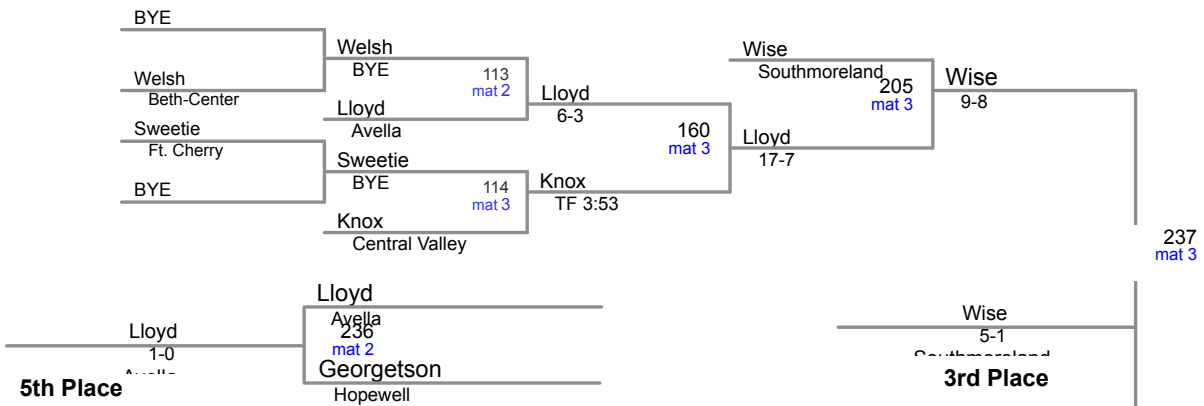 BYE
Welsh
Beth-Center
Sweetie
Ft. Cherry
BYE
Welsh
BYE
113
mat 2
Lloyd
Avella
Sweetie
BYE
114
mat 3
Knox
Central Valley
Lloyd
6-3
160
mat 3
Knox
TF 3:53
Wise
Southmoreland
205
mat 3
Lloyd
17-7
Wise
9-8
237
mat 3
Lloyd
Avella
236
mat 2
Georgetson
Hopewell
Lloyd
1-0
Avella
5th Place
Wise
5-1
Southmoreland
3rd Place